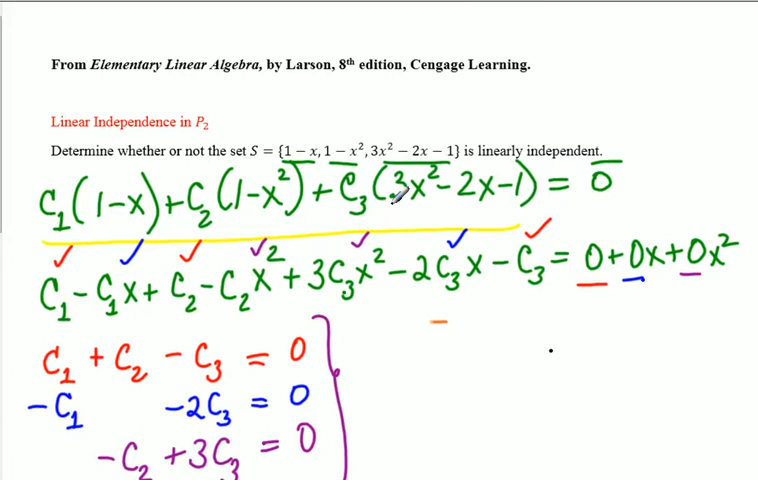 From Elementary Linear Algebra, by Larson, 8th edition, Cengage Learning.
Linear Independence in P₂
Determine whether or not the set S = {1 − x, 1 − x², 3x² − 2x − 1} is linearly independent.
C₁(1-x)+C₂(1-x²)+C₃(3x²-2x-1) = 0
C₁-C₁x+C₂-C₂x²+3C₃x²-2C₃x-C₃ = 0+0x+0x²
C₁ + C₂ - C₃ = 0
-C₁ -2C₃ = 0
-C₂ +3C₃ = 0